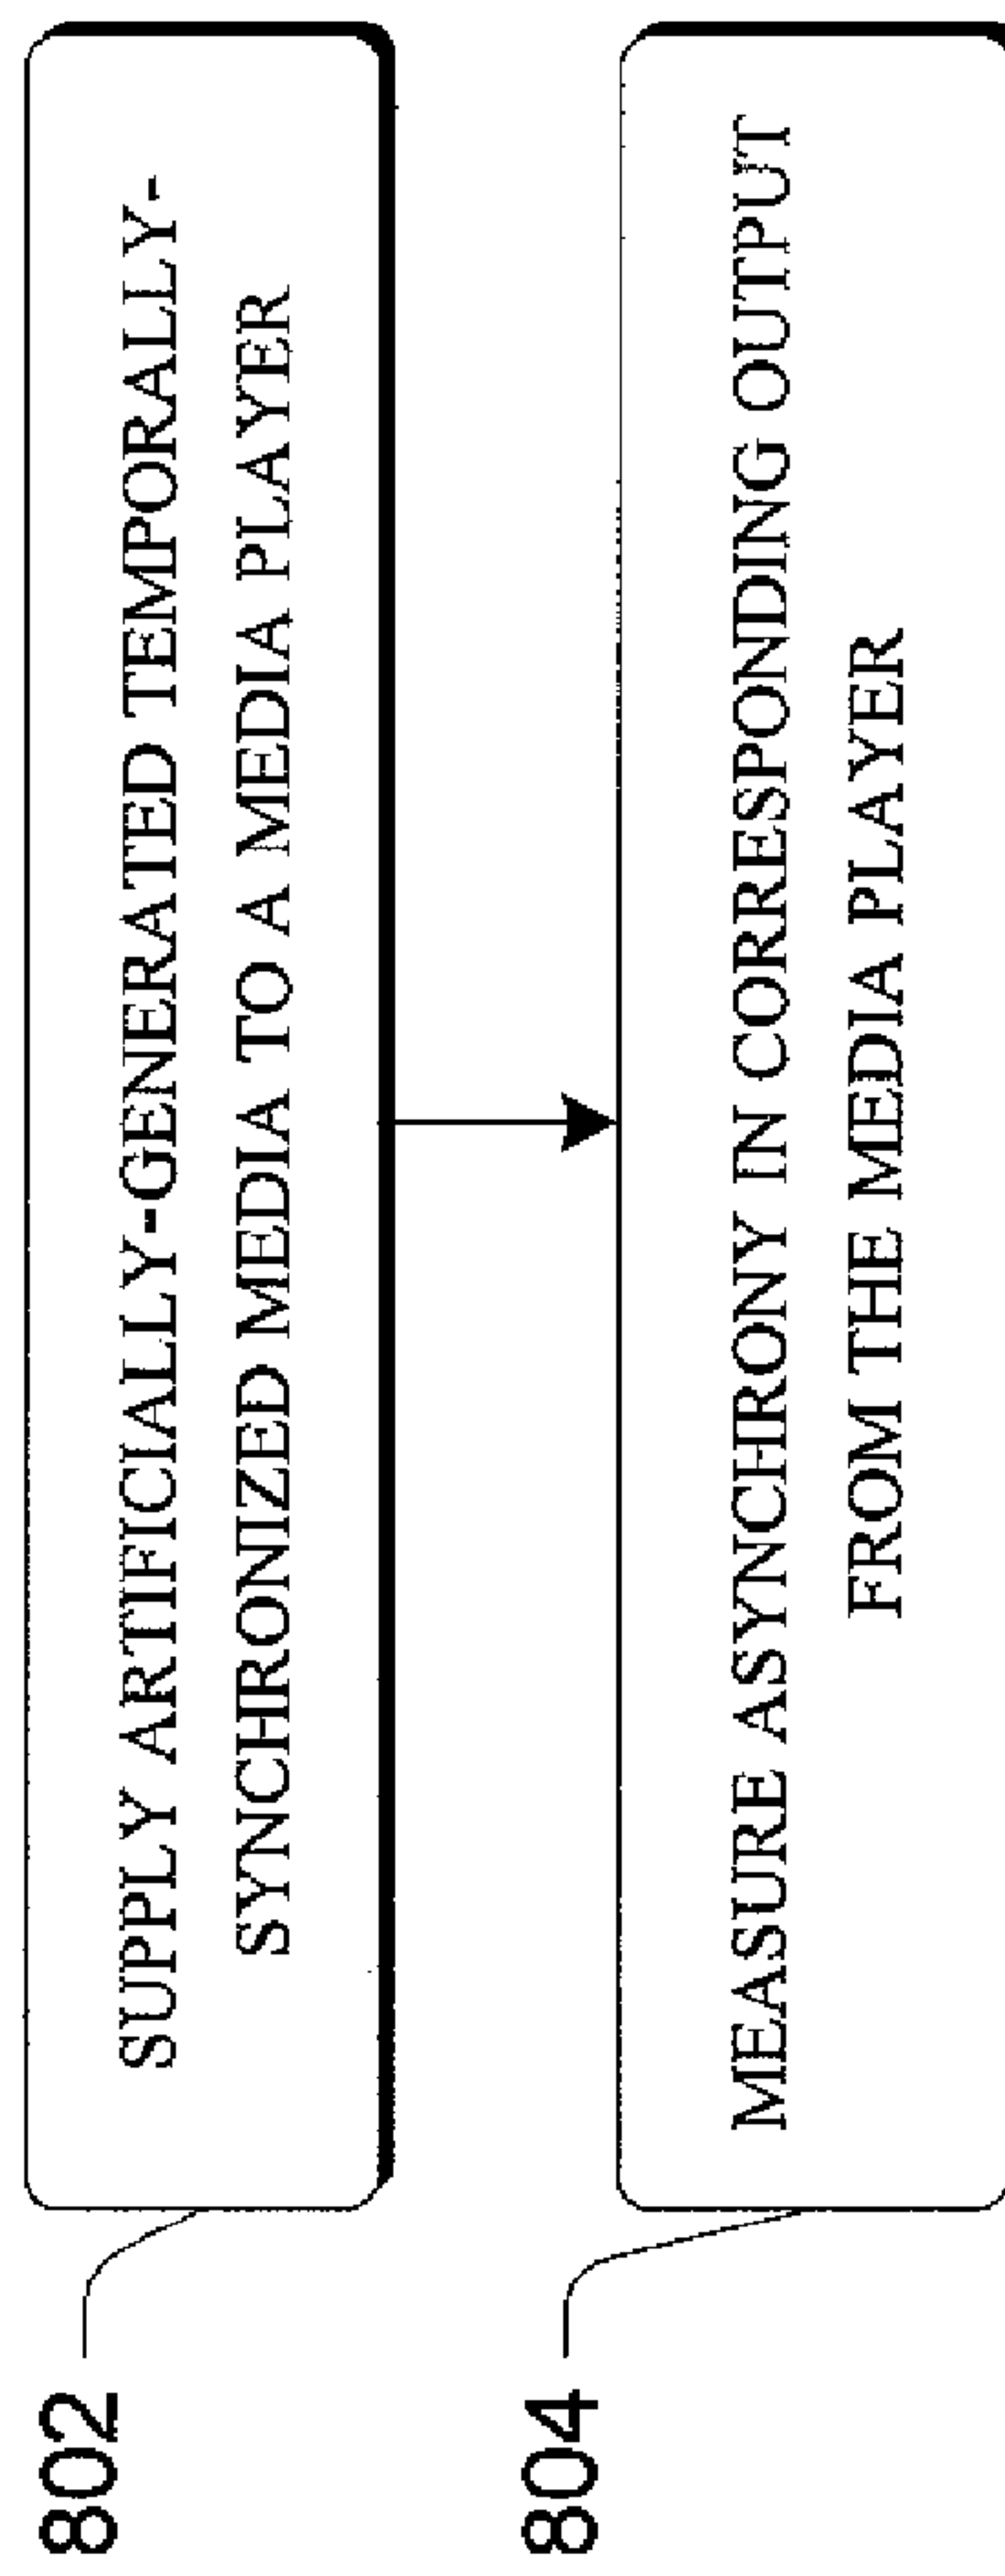 802
SUPPLY ARTIFICIALLY-GENERATED TEMPORALLY-
SYNCHRONIZED MEDIA TO A MEDIA PLAYER
804
MEASURE ASYNCHRONY IN CORRESPONDING OUTPUT
FROM THE MEDIA PLAYER